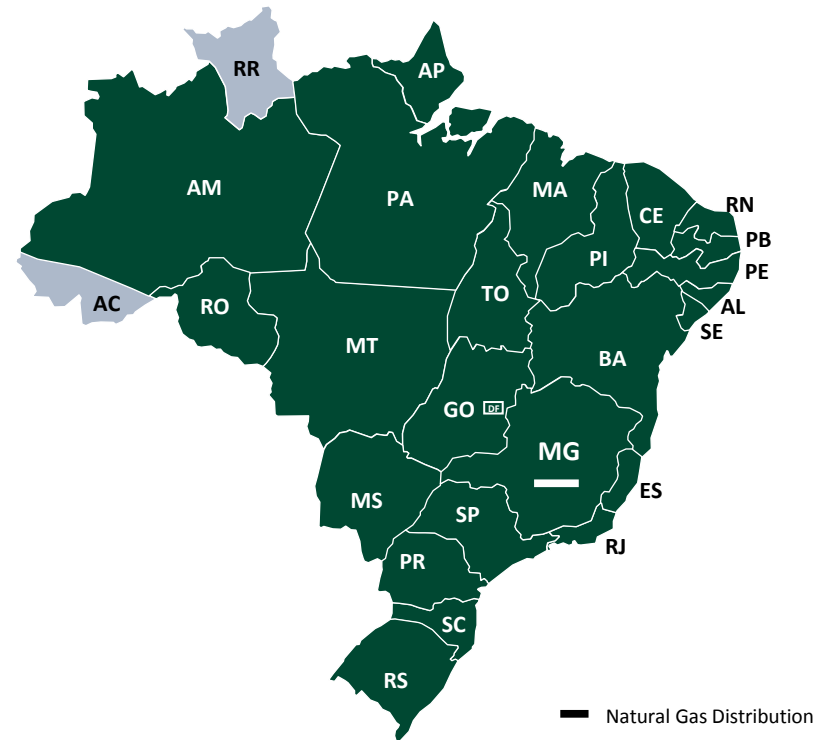 RR
AP
AM
PA
MA
CE
RN
PB
PI
PE
AC
RO
TO
AL
SE
MT
BA
GO
DF
MG
MS
SP
ES
RJ
PR
SC
RS
Natural Gas Distribution